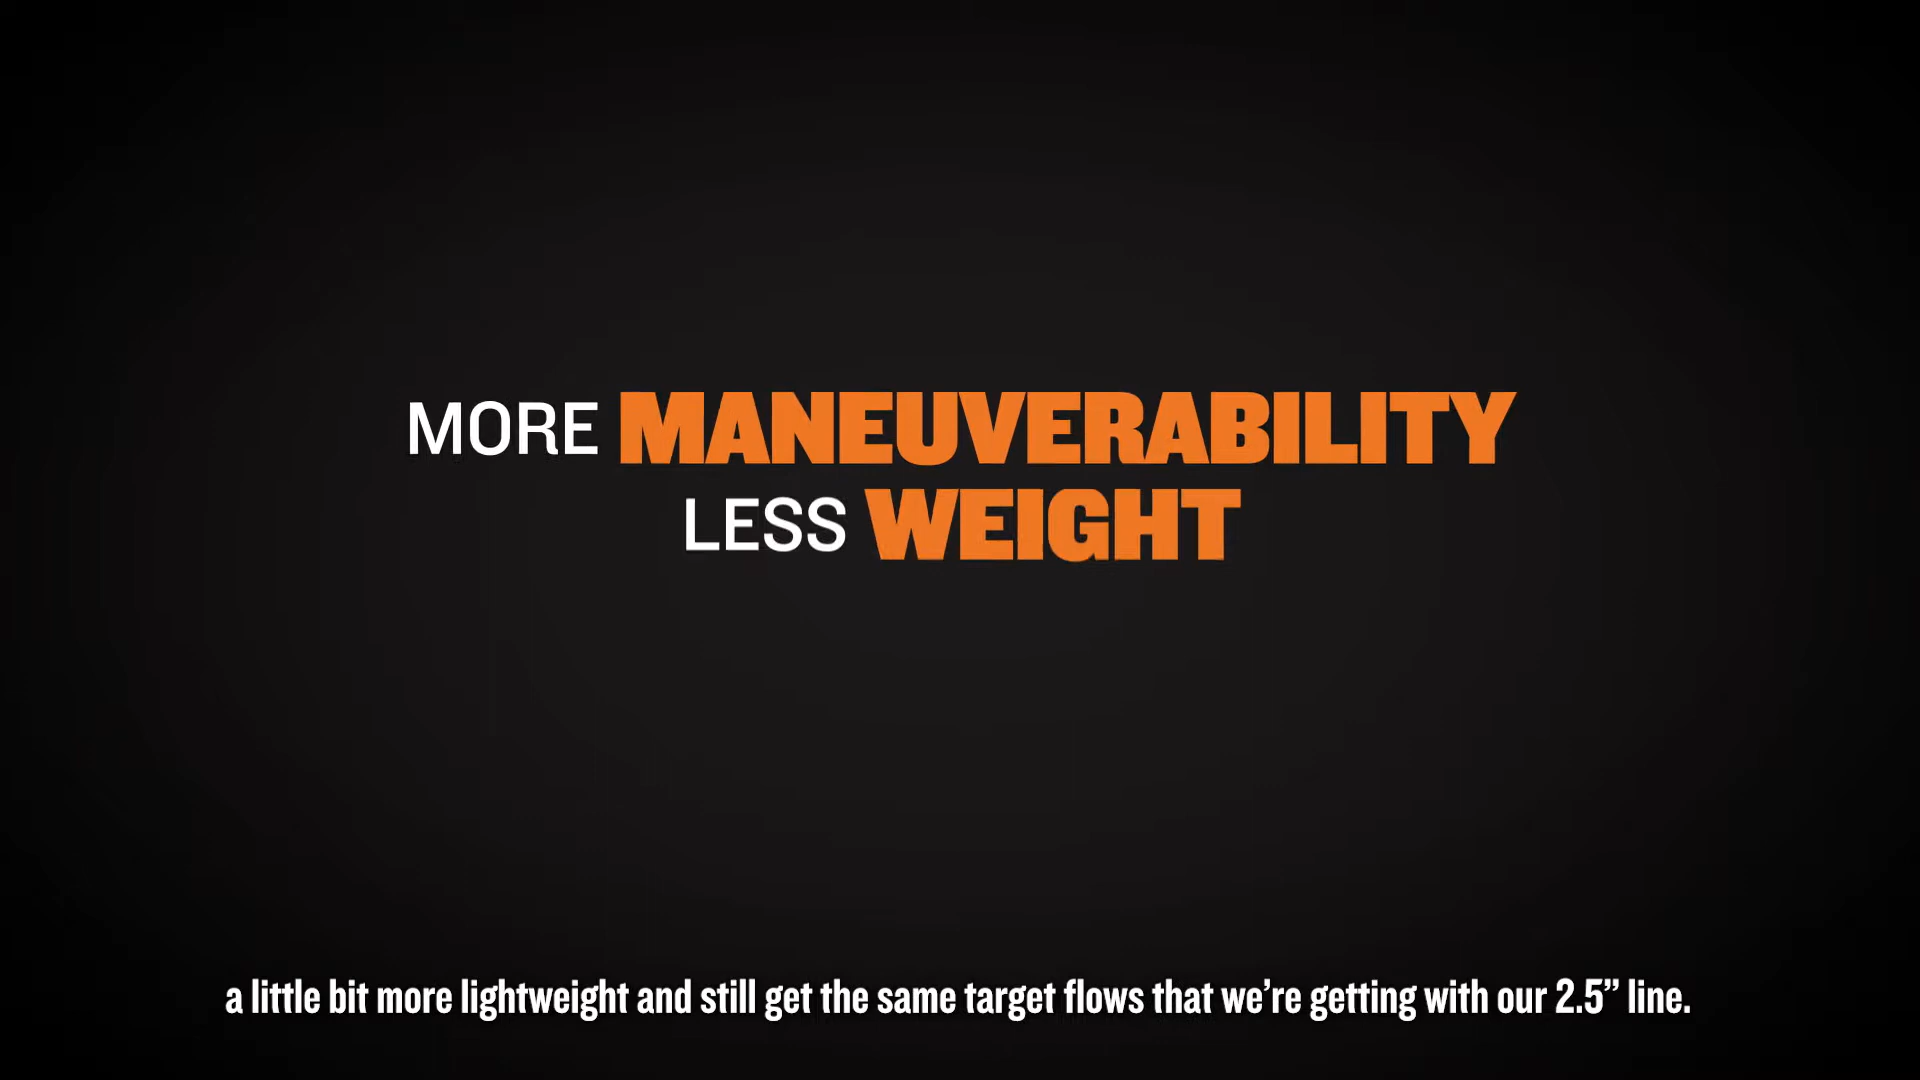 MORE MANEUVERABILITY
LESS WEIGHT
a little bit more lightweight and still get the same target flows that we’re getting with our 2.5” line.